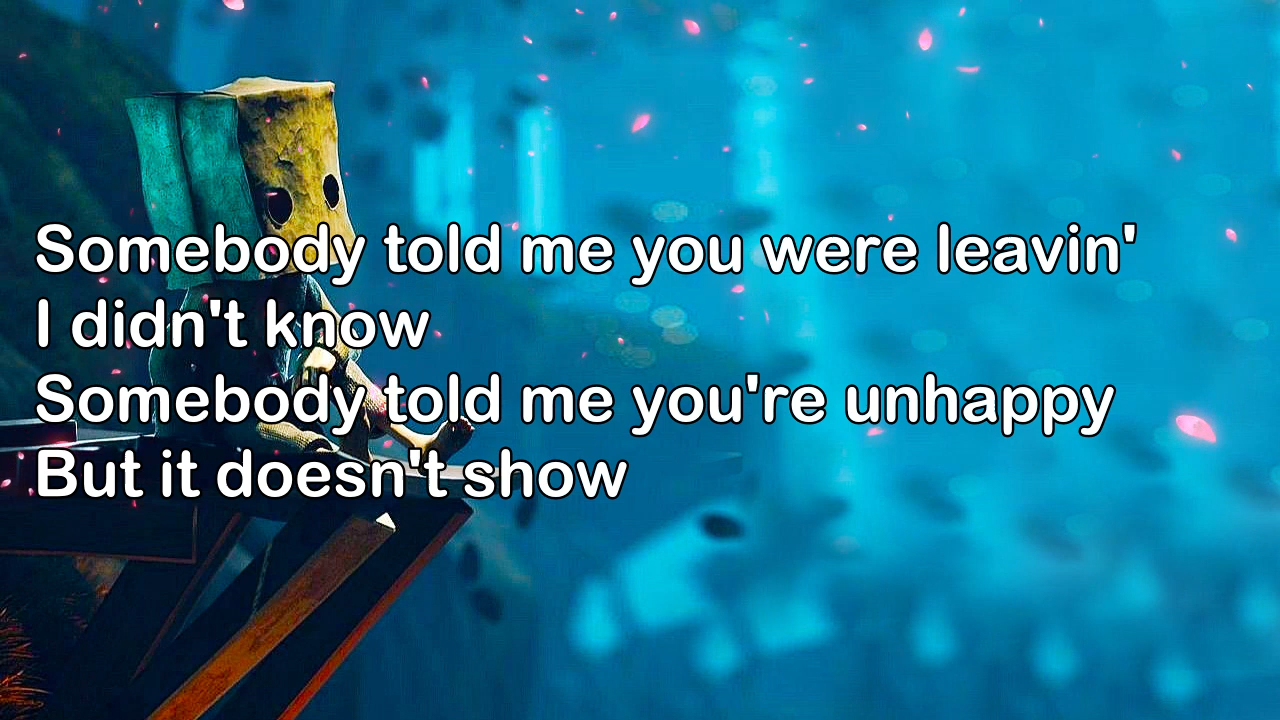 Somebody told me you were leavin'
I didn't know
Somebody told me you're unhappy
But it doesn't show